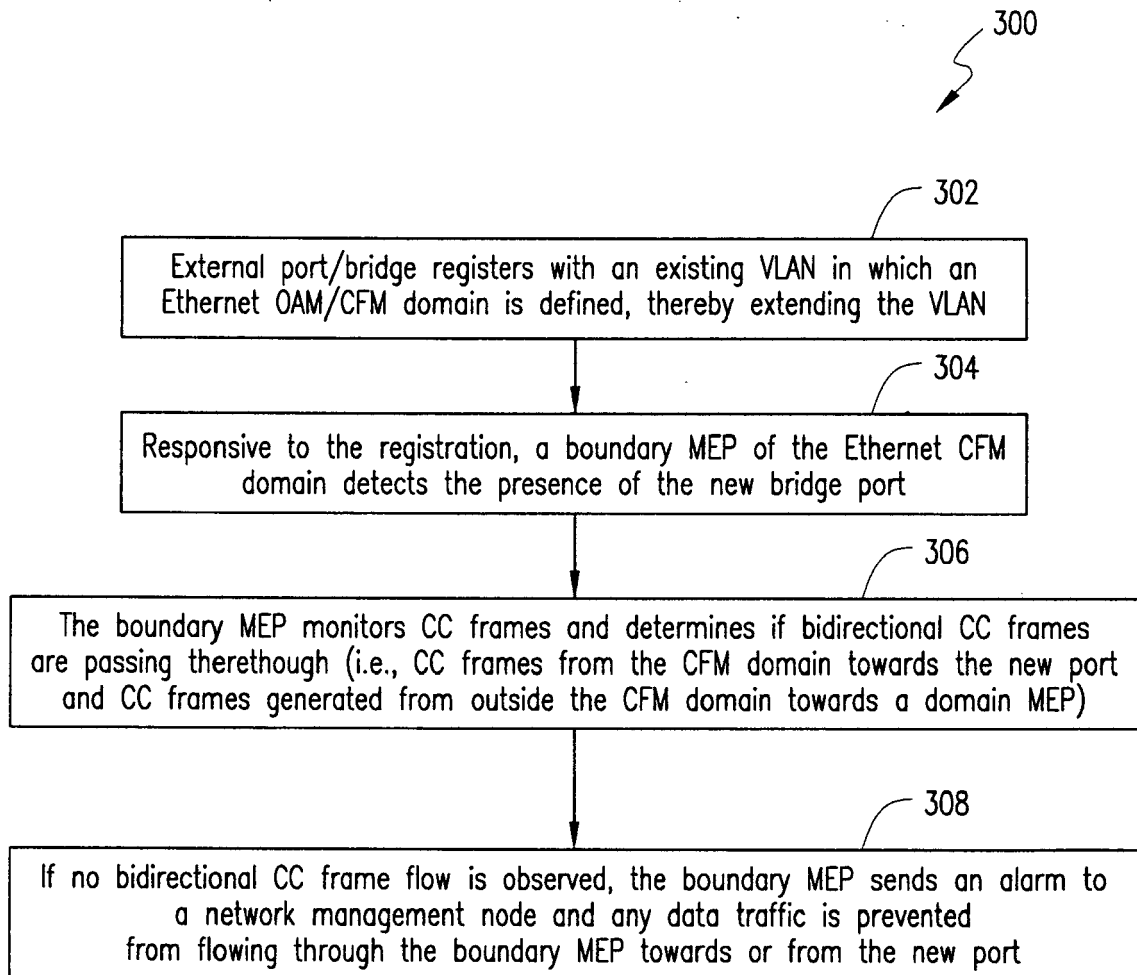 300
302
External port/bridge registers with an existing VLAN in which an
Ethernet OAM/CFM domain is defined, thereby extending the VLAN
304
Responsive to the registration, a boundary MEP of the Ethernet CFM
domain detects the presence of the new bridge port
306
The boundary MEP monitors CC frames and determines if bidirectional CC frames
are passing therethough (i.e., CC frames from the CFM domain towards the new port
and CC frames generated from outside the CFM domain towards a domain MEP)
308
If no bidirectional CC frame flow is observed, the boundary MEP sends an alarm to
a network management node and any data traffic is prevented
from flowing through the boundary MEP towards or from the new port